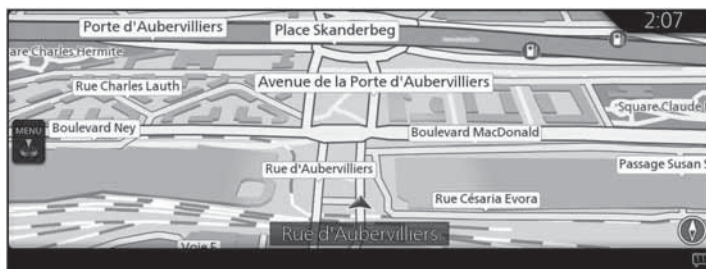 2:07
Porte d'Aubervilliers
Place Skanderbeg
are Charles Hermite
Rue Charles Lauth
Avenue de la Porte d'Aubervilliers
Square Claude
MENU
Boulevard Ney
Boulevard MacDonald
Rue d'Aubervilliers
Passage Susan S
Rue Césaria Evora
Rue d'Aubervilliers
Voie F